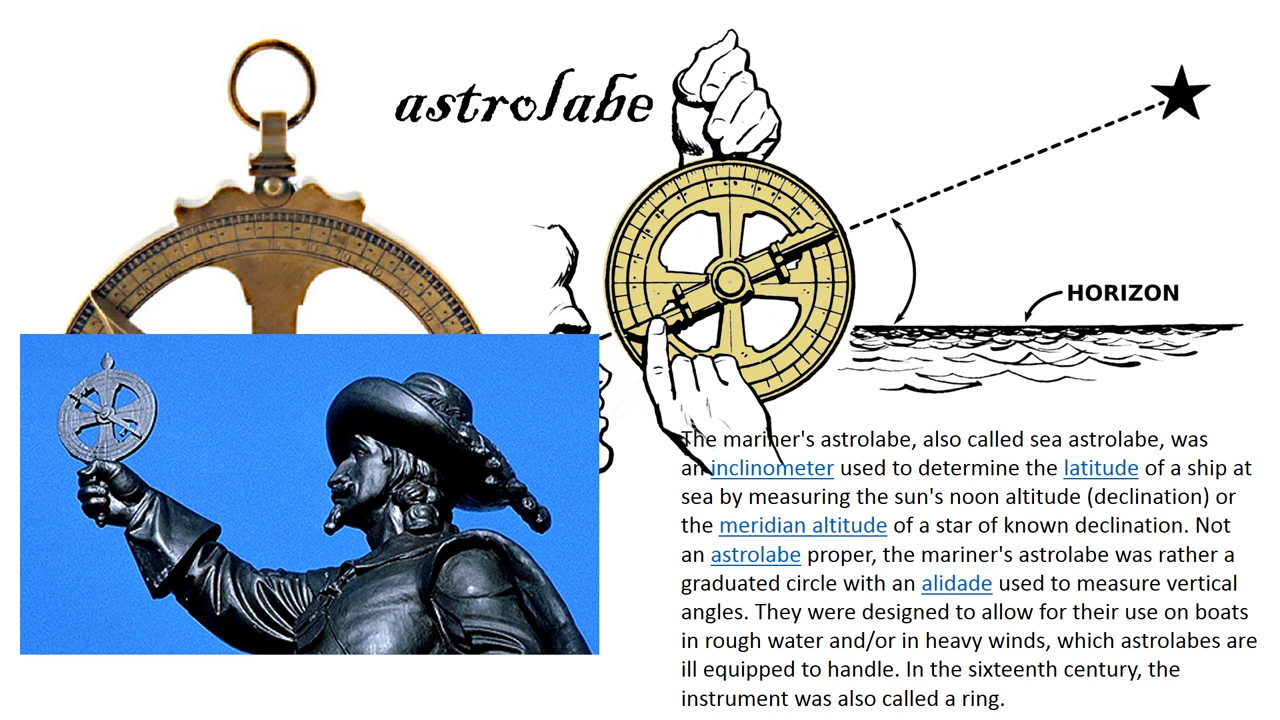 astrolabe
HORIZON
The mariner's astrolabe, also called sea astrolabe, was
an inclinometer used to determine the latitude of a ship at
sea by measuring the sun's noon altitude (declination) or
the meridian altitude of a star of known declination. Not
an astrolabe proper, the mariner's astrolabe was rather a
graduated circle with an alidade used to measure vertical
angles. They were designed to allow for their use on boats
in rough water and/or in heavy winds, which astrolabes are
ill equipped to handle. In the sixteenth century, the
instrument was also called a ring.